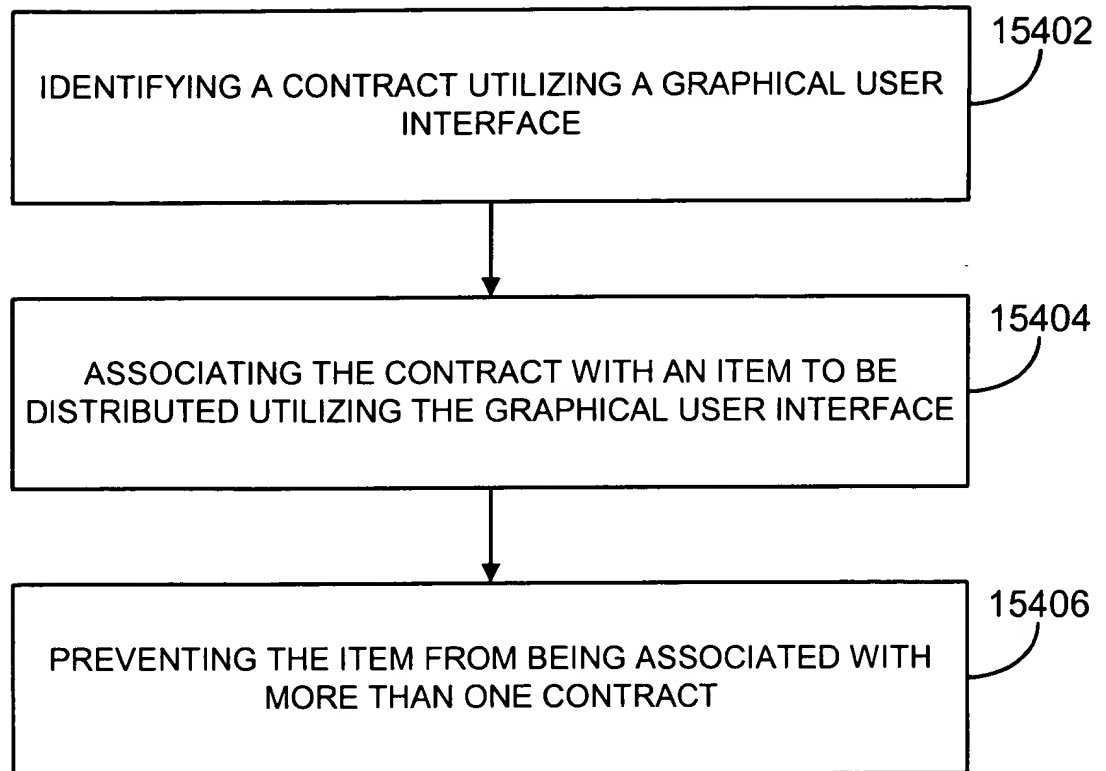 15402
IDENTIFYING A CONTRACT UTILIZING A GRAPHICAL USER
INTERFACE
15404
ASSOCIATING THE CONTRACT WITH AN ITEM TO BE
DISTRIBUTED UTILIZING THE GRAPHICAL USER INTERFACE
15406
PREVENTING THE ITEM FROM BEING ASSOCIATED WITH
MORE THAN ONE CONTRACT